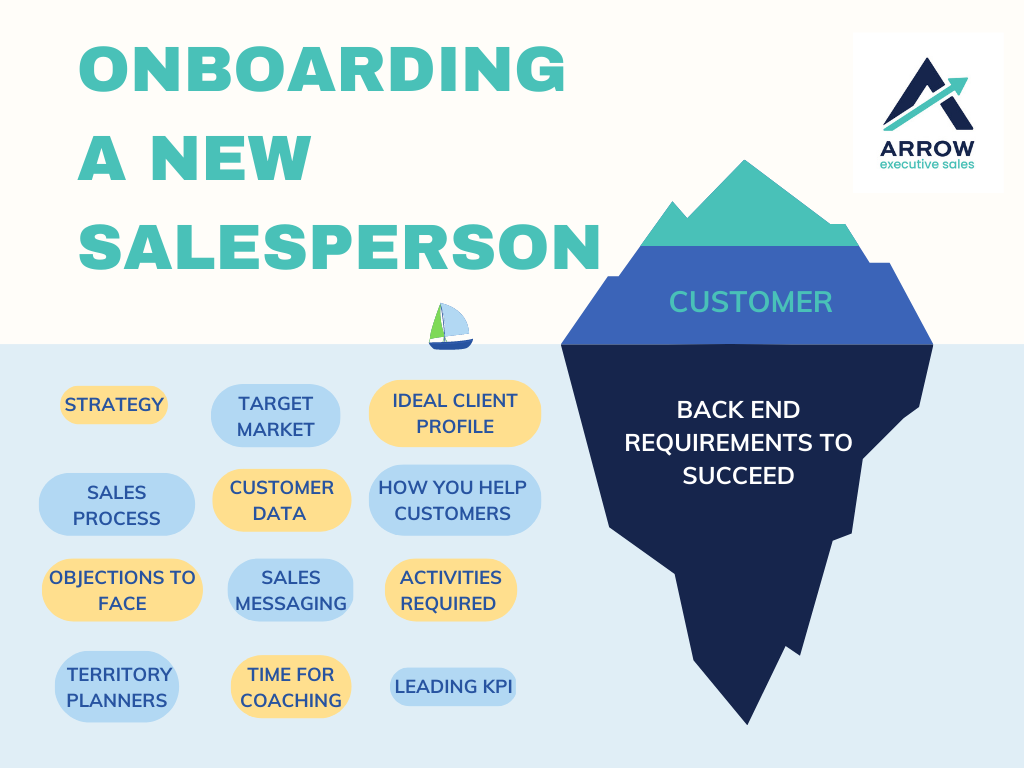 ONBOARDING
A NEW
SALESPERSON
ARROW
executive sales
CUSTOMER
BACK END
REQUIREMENTS TO
SUCCEED
STRATEGY
TARGET
MARKET
IDEAL CLIENT
PROFILE
SALES
PROCESS
CUSTOMER
DATA
HOW YOU HELP
CUSTOMERS
OBJECTIONS TO
FACE
SALES
MESSAGING
ACTIVITIES
REQUIRED
TERRITORY
PLANNERS
TIME FOR
COACHING
LEADING KPI